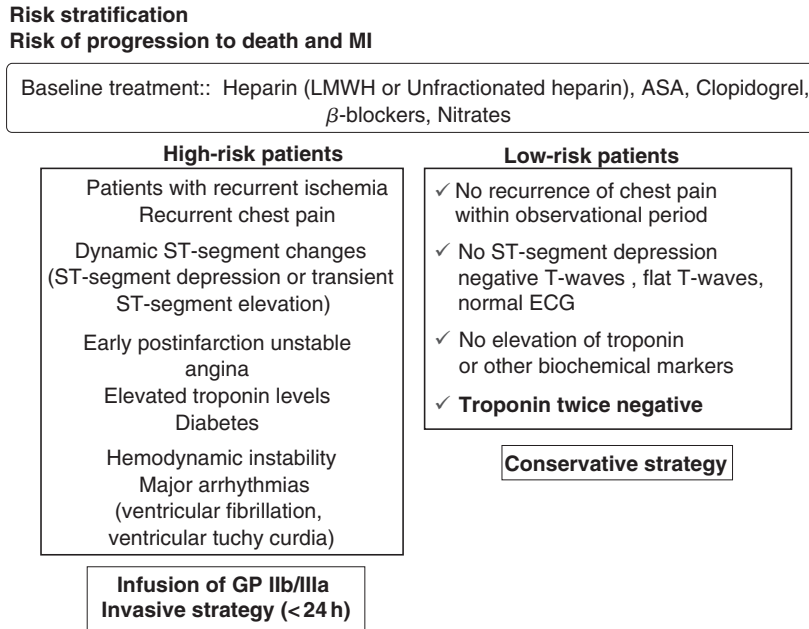 Risk stratification
Risk of progression to death and MI
Baseline treatment:: Heparin (LMWH or Unfractionated heparin), ASA, Clopidogrel,
β-blockers, Nitrates
High-risk patients
Patients with recurrent ischemia
Recurrent chest pain
Dynamic ST-segment changes
(ST-segment depression or transient
ST-segment elevation)
Early postinfarction unstable
angina
Elevated troponin levels
Diabetes
Hemodynamic instability
Major arrhythmias
(ventricular fibrillation,
ventricular tuchy curdia)
Infusion of GP IIb/IIIa
Invasive strategy (<24 h)
Low-risk patients
✓ No recurrence of chest pain
within observational period
✓ No ST-segment depression
negative T-waves , flat T-waves,
normal ECG
✓ No elevation of troponin
or other biochemical markers
✓ Troponin twice negative
Conservative strategy